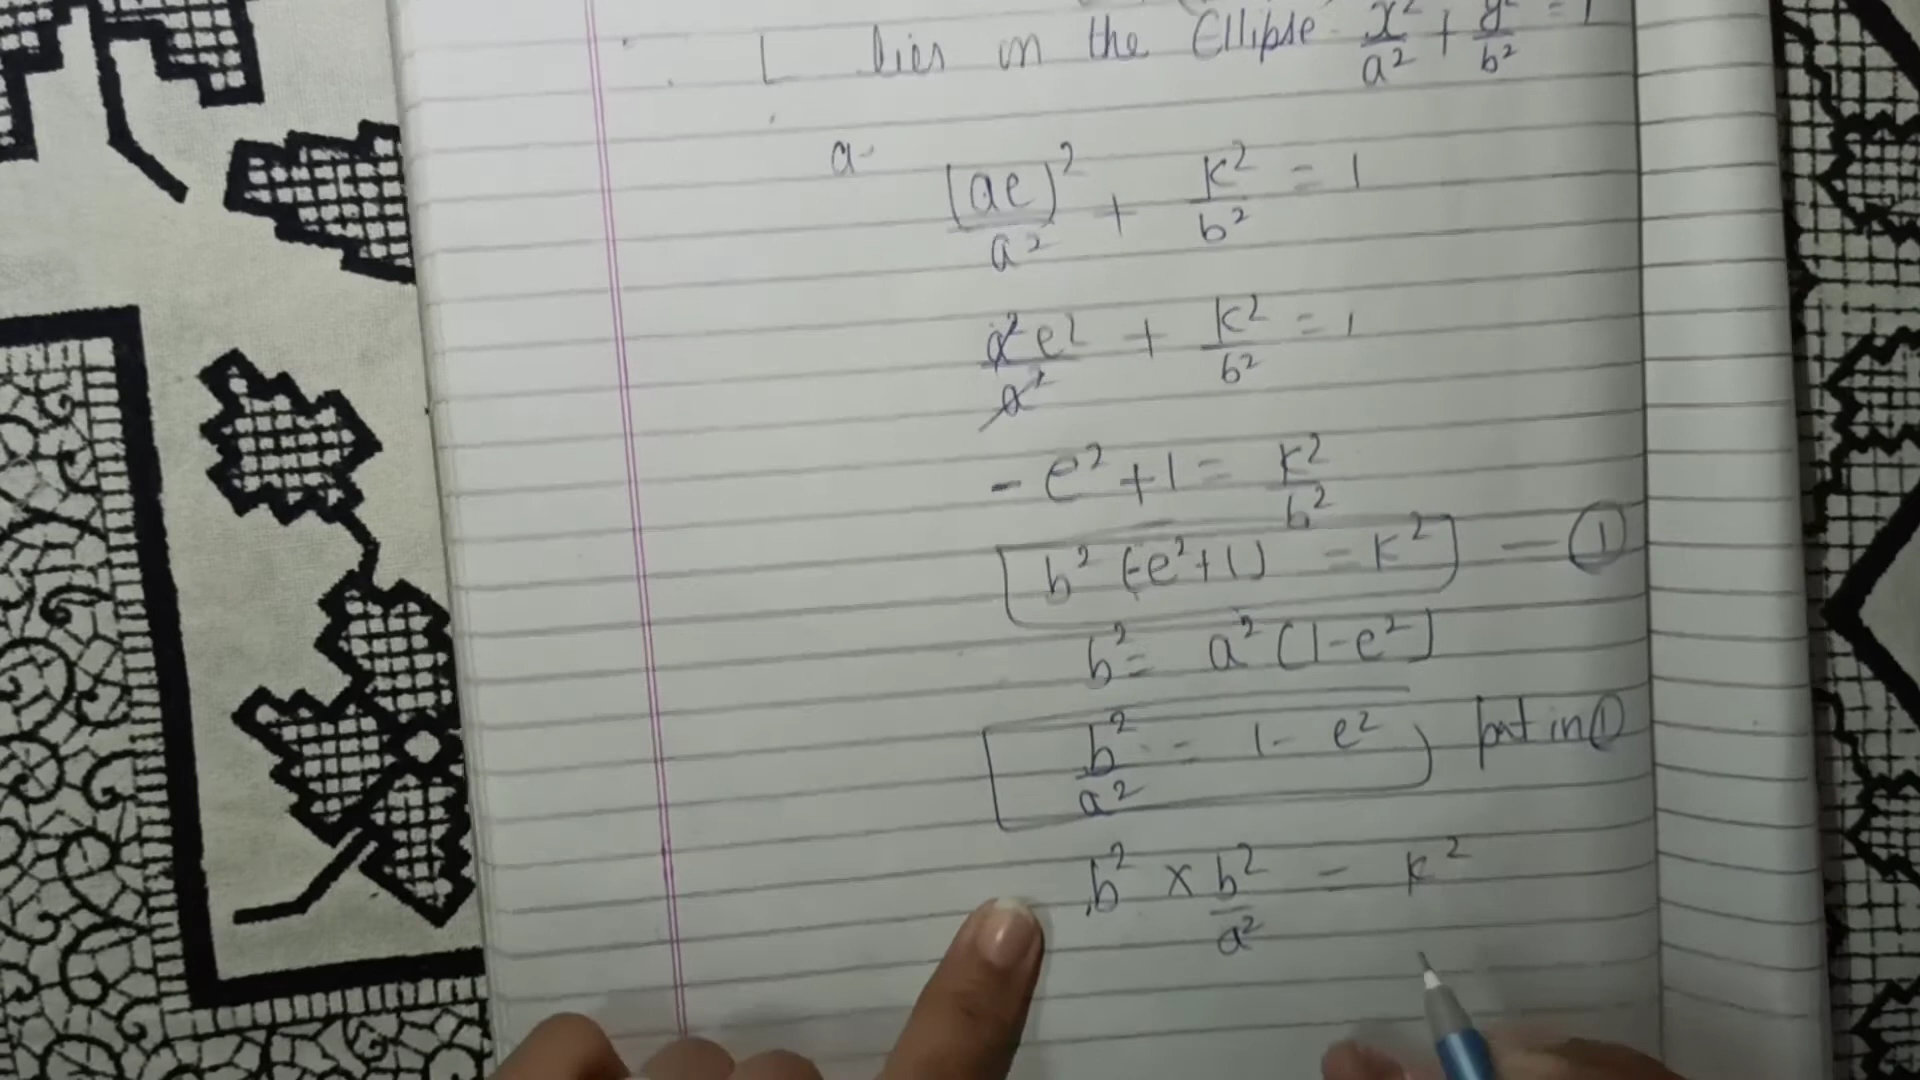 ∴ L lies on the Ellipse x²/a² + y²/b² = 1
a
(ae)²/a² + k²/b² = 1
a²e²/a² + k²/b² = 1
- e² + 1 = k²/b²
b² (-e²+1) = k² — ①
b² = a² (1-e²)
b²/a² = 1 - e² put in ①
b² × b²/a² = k²